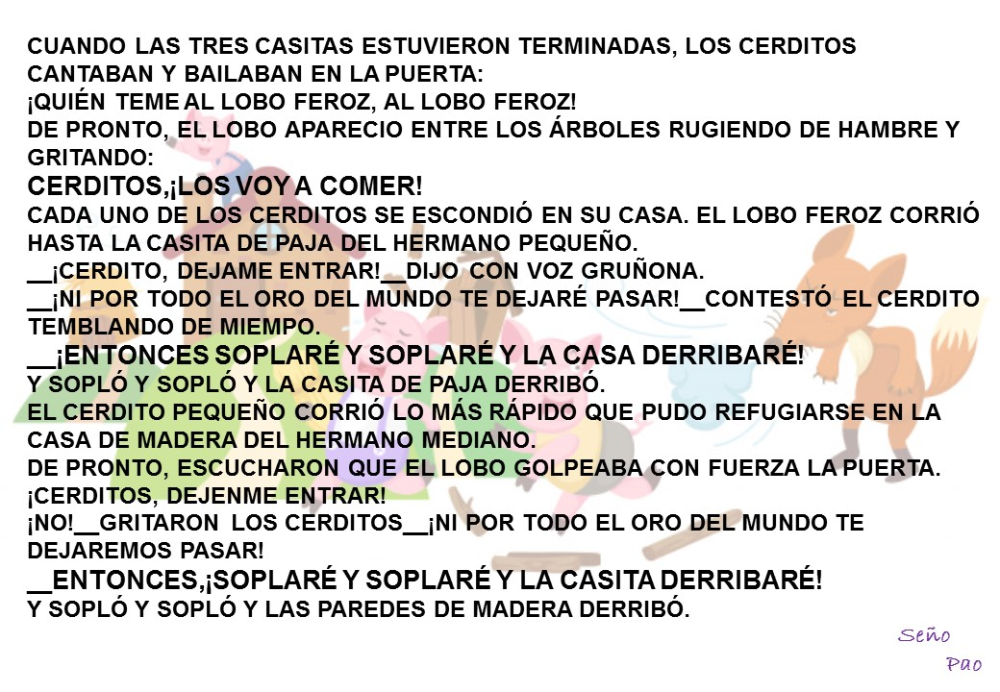 CUANDO LAS TRES CASITAS ESTUVIERON TERMINADAS, LOS CERDITOS
CANTABAN Y BAILABAN EN LA PUERTA:
¡QUIÉN TEME AL LOBO FEROZ, AL LOBO FEROZ!
DE PRONTO, EL LOBO APARECIO ENTRE LOS ÁRBOLES RUGIENDO DE HAMBRE Y
GRITANDO:
CERDITOS,¡LOS VOY A COMER!
CADA UNO DE LOS CERDITOS SE ESCONDIÓ EN SU CASA. EL LOBO FEROZ CORRIÓ
HASTA LA CASITA DE PAJA DEL HERMANO PEQUEÑO.
__¡CERDITO, DEJAME ENTRAR!__DIJO CON VOZ GRUÑONA.
__¡NI POR TODO EL ORO DEL MUNDO TE DEJARÉ PASAR!__CONTESTÓ EL CERDITO
TEMBLANDO DE MIEMPO.
__¡ENTONCES SOPLARÉ Y SOPLARÉ Y LA CASA DERRIBARÉ!
Y SOPLÓ Y SOPLÓ Y LA CASITA DE PAJA DERRIBÓ.
EL CERDITO PEQUEÑO CORRIÓ LO MÁS RÁPIDO QUE PUDO REFUGIARSE EN LA
CASA DE MADERA DEL HERMANO MEDIANO.
DE PRONTO, ESCUCHARON QUE EL LOBO GOLPEABA CON FUERZA LA PUERTA.
¡CERDITOS, DEJENME ENTRAR!
¡NO!__GRITARON LOS CERDITOS__¡NI POR TODO EL ORO DEL MUNDO TE
DEJAREMOS PASAR!
__ENTONCES,¡SOPLARÉ Y SOPLARÉ Y LA CASITA DERRIBARÉ!
Y SOPLÓ Y SOPLÓ Y LAS PAREDES DE MADERA DERRIBÓ.
Seño
Pao